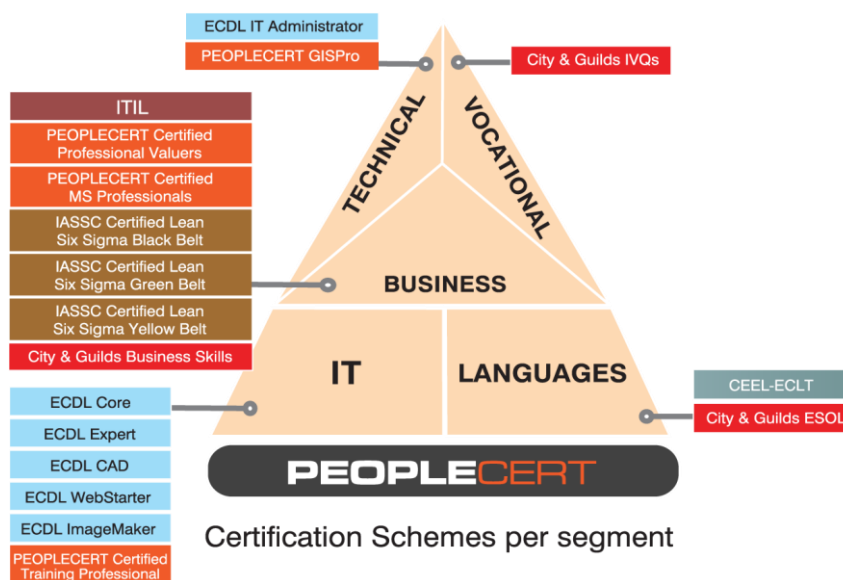 ECDL IT Administrator
PEOPLECERT GISPro
City & Guilds IVQs
TECHNICAL
VOCATIONAL
ITIL
PEOPLECERT Certified
Professional Valuers
PEOPLECERT Certified
MS Professionals
IASSC Certified Lean
Six Sigma Black Belt
IASSC Certified Lean
Six Sigma Green Belt
IASSC Certified Lean
Six Sigma Yellow Belt
City & Guilds Business Skills
BUSINESS
IT
LANGUAGES
ECDL Core
ECDL Expert
ECDL CAD
ECDL WebStarter
ECDL ImageMaker
PEOPLECERT Certified
Training Professional
CEEL-ECLT
City & Guilds ESOL
PEOPLECERT
Certification Schemes per segment